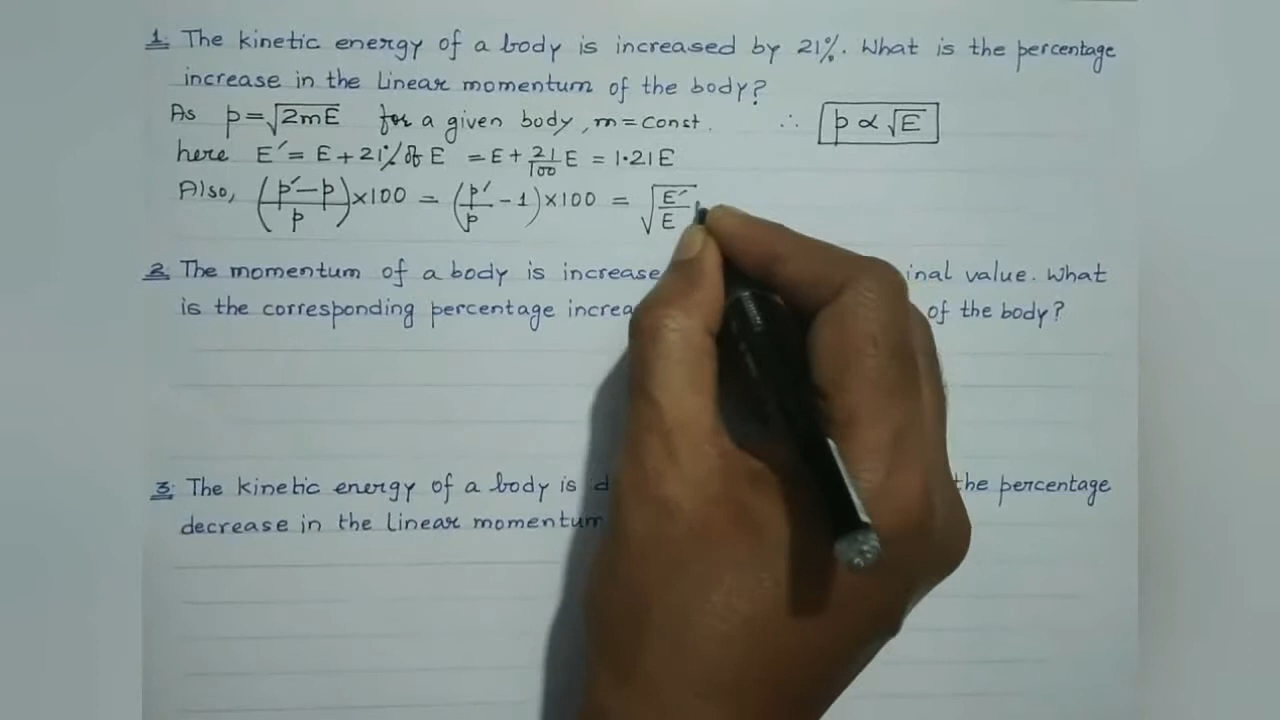 1. The kinetic energy of a body is increased by 21%. What is the percentage
increase in the linear momentum of the body?
As p = √2mE for a given body, m = const. ∴ p ∝ √E
here E′ = E + 21% of E = E + 21/100 E = 1.21E
Also, (p′ – p / p) × 100 = (p′/p – 1) × 100 = √E′/E
2. The momentum of a body is increase inal value. What
is the corresponding percentage increa of the body?
3. The kinetic energy of a body is d the percentage
decrease in the linear momentum